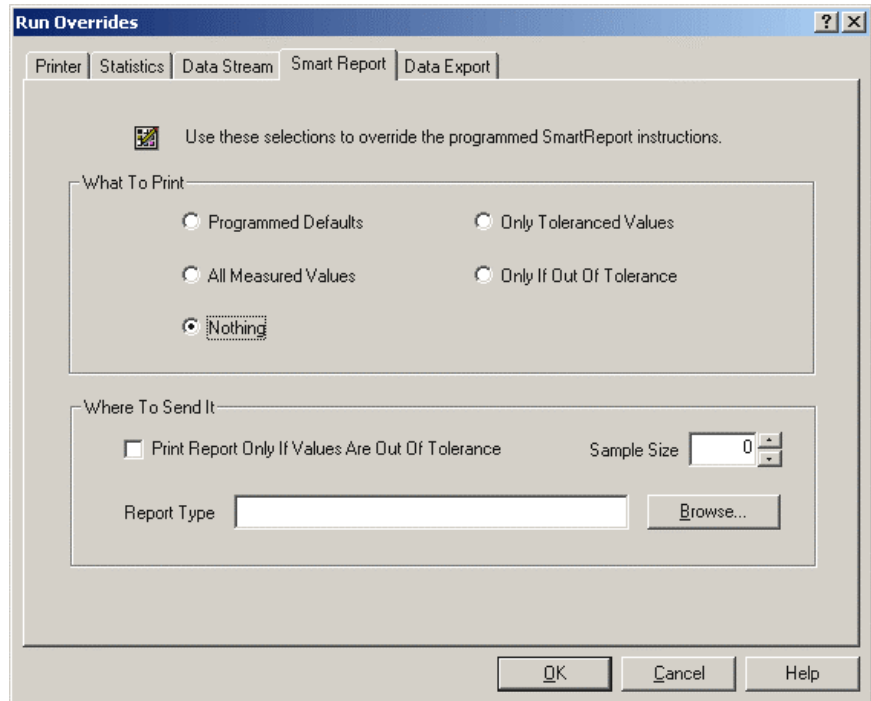 Run Overrides
Printer Statistics Data Stream Smart Report Data Export
Use these selections to override the programmed SmartReport instructions.
What To Print
Programmed Defaults Only Toleranced Values
All Measured Values Only If Out Of Tolerance
Nothing
Where To Send It
Print Report Only If Values Are Out Of Tolerance Sample Size 0
Report Type Browse...
OK Cancel Help